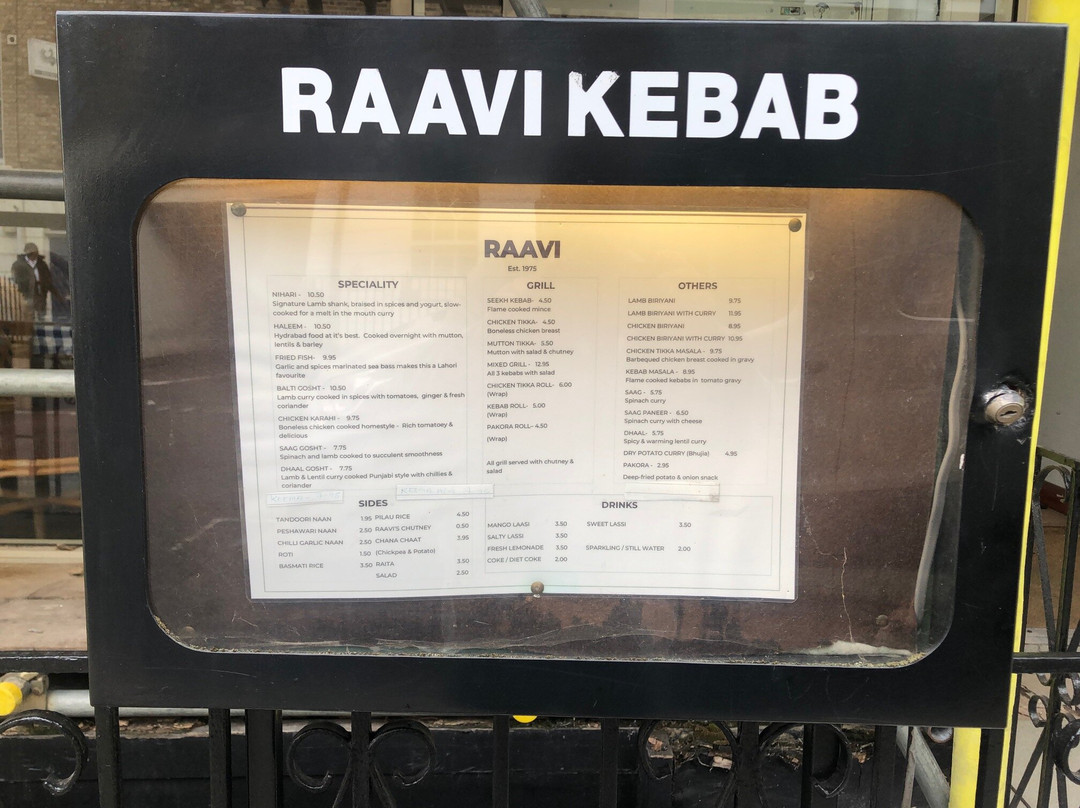 RAAVI KEBAB
RAAVI
Est. 1975
SPECIALITY
NIHARI - 10.50
Signature Lamb shank, braised in spices and yogurt, slow-
cooked for a melt in the mouth curry
HALEEM - 10.50
Hydrabad food at it's best. Cooked overnight with mutton,
lentils & barley
FRIED FISH- 9.95
Garlic and spices marinated sea bass makes this a Lahori
favourite
BALTI GOSHT - 10.50
Lamb curry cooked in spices with tomatoes, ginger & fresh
coriander
CHICKEN KARAHI - 9.75
Boneless chicken cooked homestyle - Rich tomatoey &
delicious
SAAG GOSHT - 7.75
Spinach and lamb cooked to succulent smoothness
DHAAL GOSHT - 7.75
Lamb & Lentil curry cooked Punjabi style with chillies &
coriander
GRILL
SEEKH KEBAB- 4.50
Flame cooked mince
CHICKEN TIKKA- 4.50
Boneless chicken breast
MUTTON TIKKA-
Mutton with salad & chutney
MIXED GRILL - 12.95
All 3 kebabs with salad
CHICKEN TIKKA ROLL- 6.00
(Wrap)
KEBAB ROLL- 5.00
(Wrap)
PAKORA ROLL- 4.50
(Wrap)
All grill served with chutney &
salad
OTHERS
LAMB BIRIYANI 9.75
LAMB BIRIYANI WITH CURRY 11.95
CHICKEN BIRIYANI 8.95
CHICKEN BIRIYANI WITH CURRY 10.95
CHICKEN TIKKA MASALA - 9.75
Barbequed chicken breast cooked in gravy
KEBAB MASALA - 8.95
Flame cooked kebabs in tomato gravy
SAAG - 5.75
Spinach curry
SAAG PANEER - 6.50
Spinach curry with cheese
DHAAL- 5.75
Spicy & warming lentil curry
DRY POTATO CURRY (Bhujia) 4.95
PAKORA - 2.95
Deep-fried potato & onion snack
SIDES
TANDOORI NAAN 1.95
PESHAWARI NAAN 2.50
CHILLI GARLIC NAAN 2.50
ROTI 1.50
BASMATI RICE 3.50
PILAU RICE 4.50
RAAVI'S CHUTNEY 0.50
CHANA CHAAT 3.95
(Chickpea & Potato)
RAITA 3.50
SALAD 2.50
DRINKS
MANGO LAASI 3.50
SALTY LASSI 3.50
FRESH LEMONADE 3.50
COKE / DIET COKE 2.00
SWEET LASSI 3.50
SPARKLING / STILL WATER 2.00